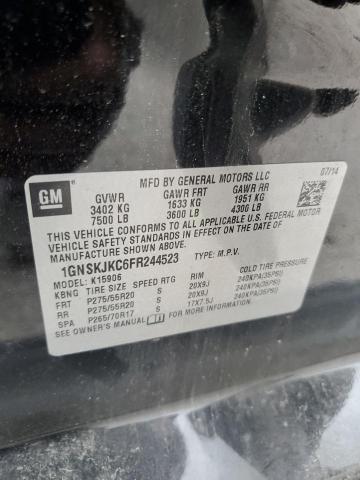 GM
MFD BY GENERAL MOTORS LLC
07/14
GVWR GAWR FRT GAWR RR
3402 KG 1633 KG 1951 KG
7500 LB 3600 LB 4300 LB
THIS VEHICLE CONFORMS TO ALL APPLICABLE
U.S. FEDERAL MOTOR VEHICLE SAFETY
STANDARDS IN EFFECT ON THE DATE OF
MANUFACTURE SHOWN ABOVE.
1GNSKJKC6FR244523 TYPE: M.P.V.
MODEL: K15906
KBNG TIRE SIZE SPEED RTG RIM COLD TIRE PRESSURE
FRT P275/55R20 S 20X9J 240KPA(35PSI)
RR P275/55R20 S 20X9J 240KPA(35PSI)
SPA P265/70R17 S 17X7.5J 240KPA(35PSI)
SEE OWNER'S MANUAL